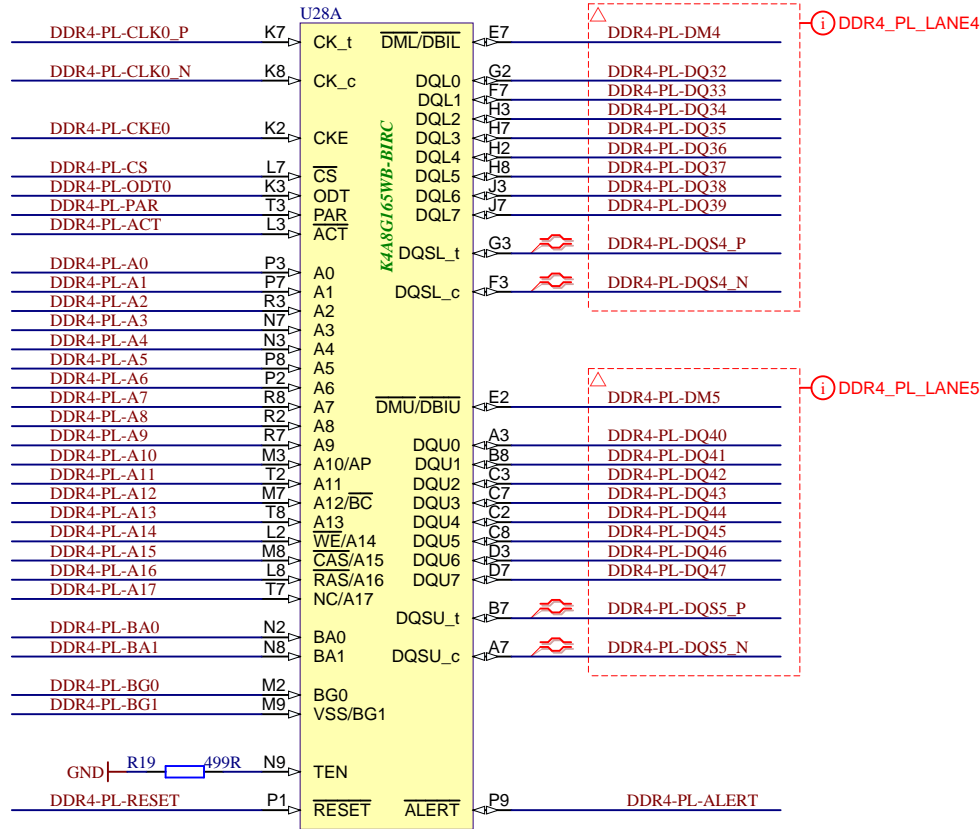 U28A
DDR4-PL-CLK0_P K7 CK_t DML/DBIL E7 DDR4-PL-DM4
i DDR4_PL_LANE4
DDR4-PL-CLK0_N K8 CK_c DQL0 G2 DDR4-PL-DQ32
DQL1 F7 DDR4-PL-DQ33
DQL2 H3 DDR4-PL-DQ34
DDR4-PL-CKE0 K2 CKE DQL3 H7 DDR4-PL-DQ35
DQL4 H2 DDR4-PL-DQ36
DDR4-PL-CS L7 CS DQL5 H8 DDR4-PL-DQ37
DDR4-PL-ODT0 K3 ODT DQL6 J3 DDR4-PL-DQ38
DDR4-PL-PAR T3 PAR DQL7 J7 DDR4-PL-DQ39
DDR4-PL-ACT L3 ACT
K4A8G165WB-BIRC
DQSL_t G3 DDR4-PL-DQS4_P
DDR4-PL-A0 P3 A0
DDR4-PL-A1 P7 A1 DQSL_c F3 DDR4-PL-DQS4_N
DDR4-PL-A2 R3 A2
DDR4-PL-A3 N7 A3
DDR4-PL-A4 N3 A4
DDR4-PL-A5 P8 A5
DDR4-PL-A6 P2 A6
i DDR4_PL_LANE5
DDR4-PL-A7 R8 A7 DMU/DBIU E2 DDR4-PL-DM5
DDR4-PL-A8 R2 A8
DDR4-PL-A9 R7 A9 DQU0 A3 DDR4-PL-DQ40
DDR4-PL-A10 M3 A10/AP DQU1 B8 DDR4-PL-DQ41
DDR4-PL-A11 T2 A11 DQU2 C3 DDR4-PL-DQ42
DDR4-PL-A12 M7 A12/BC DQU3 C7 DDR4-PL-DQ43
DDR4-PL-A13 T8 A13 DQU4 C2 DDR4-PL-DQ44
DDR4-PL-A14 L2 WE/A14 DQU5 C8 DDR4-PL-DQ45
DDR4-PL-A15 M8 CAS/A15 DQU6 D3 DDR4-PL-DQ46
DDR4-PL-A16 L8 RAS/A16 DQU7 D7 DDR4-PL-DQ47
DDR4-PL-A17 T7 NC/A17
DQSU_t B7 DDR4-PL-DQS5_P
DDR4-PL-BA0 N2 BA0
DDR4-PL-BA1 N8 BA1 DQSU_c A7 DDR4-PL-DQS5_N
DDR4-PL-BG0 M2 BG0
DDR4-PL-BG1 M9 VSS/BG1
GND R19 499R N9 TEN
DDR4-PL-RESET P1 RESET ALERT P9 DDR4-PL-ALERT